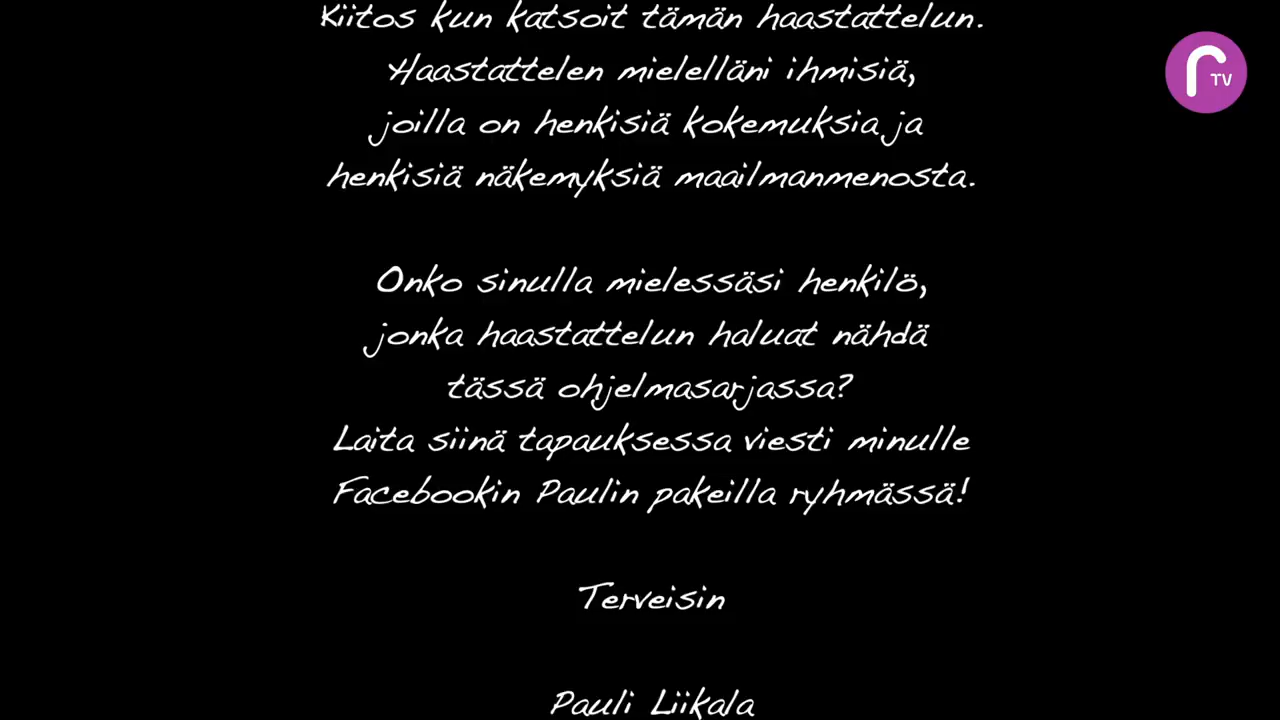 Kiitos kun katsoit tämän haastattelun.
Haastattelen mielelläni ihmisiä,
joilla on henkisiä kokemuksia ja
henkisiä näkemyksiä maailmanmenosta.
Onko sinulla mielessäsi henkilö,
jonka haastattelun haluat nähdä
tässä ohjelmasarjassa?
Laita siinä tapauksessa viesti minulle
Facebookin Paulin pakeilla ryhmässä!
Terveisin
Pauli Liikala
r TV